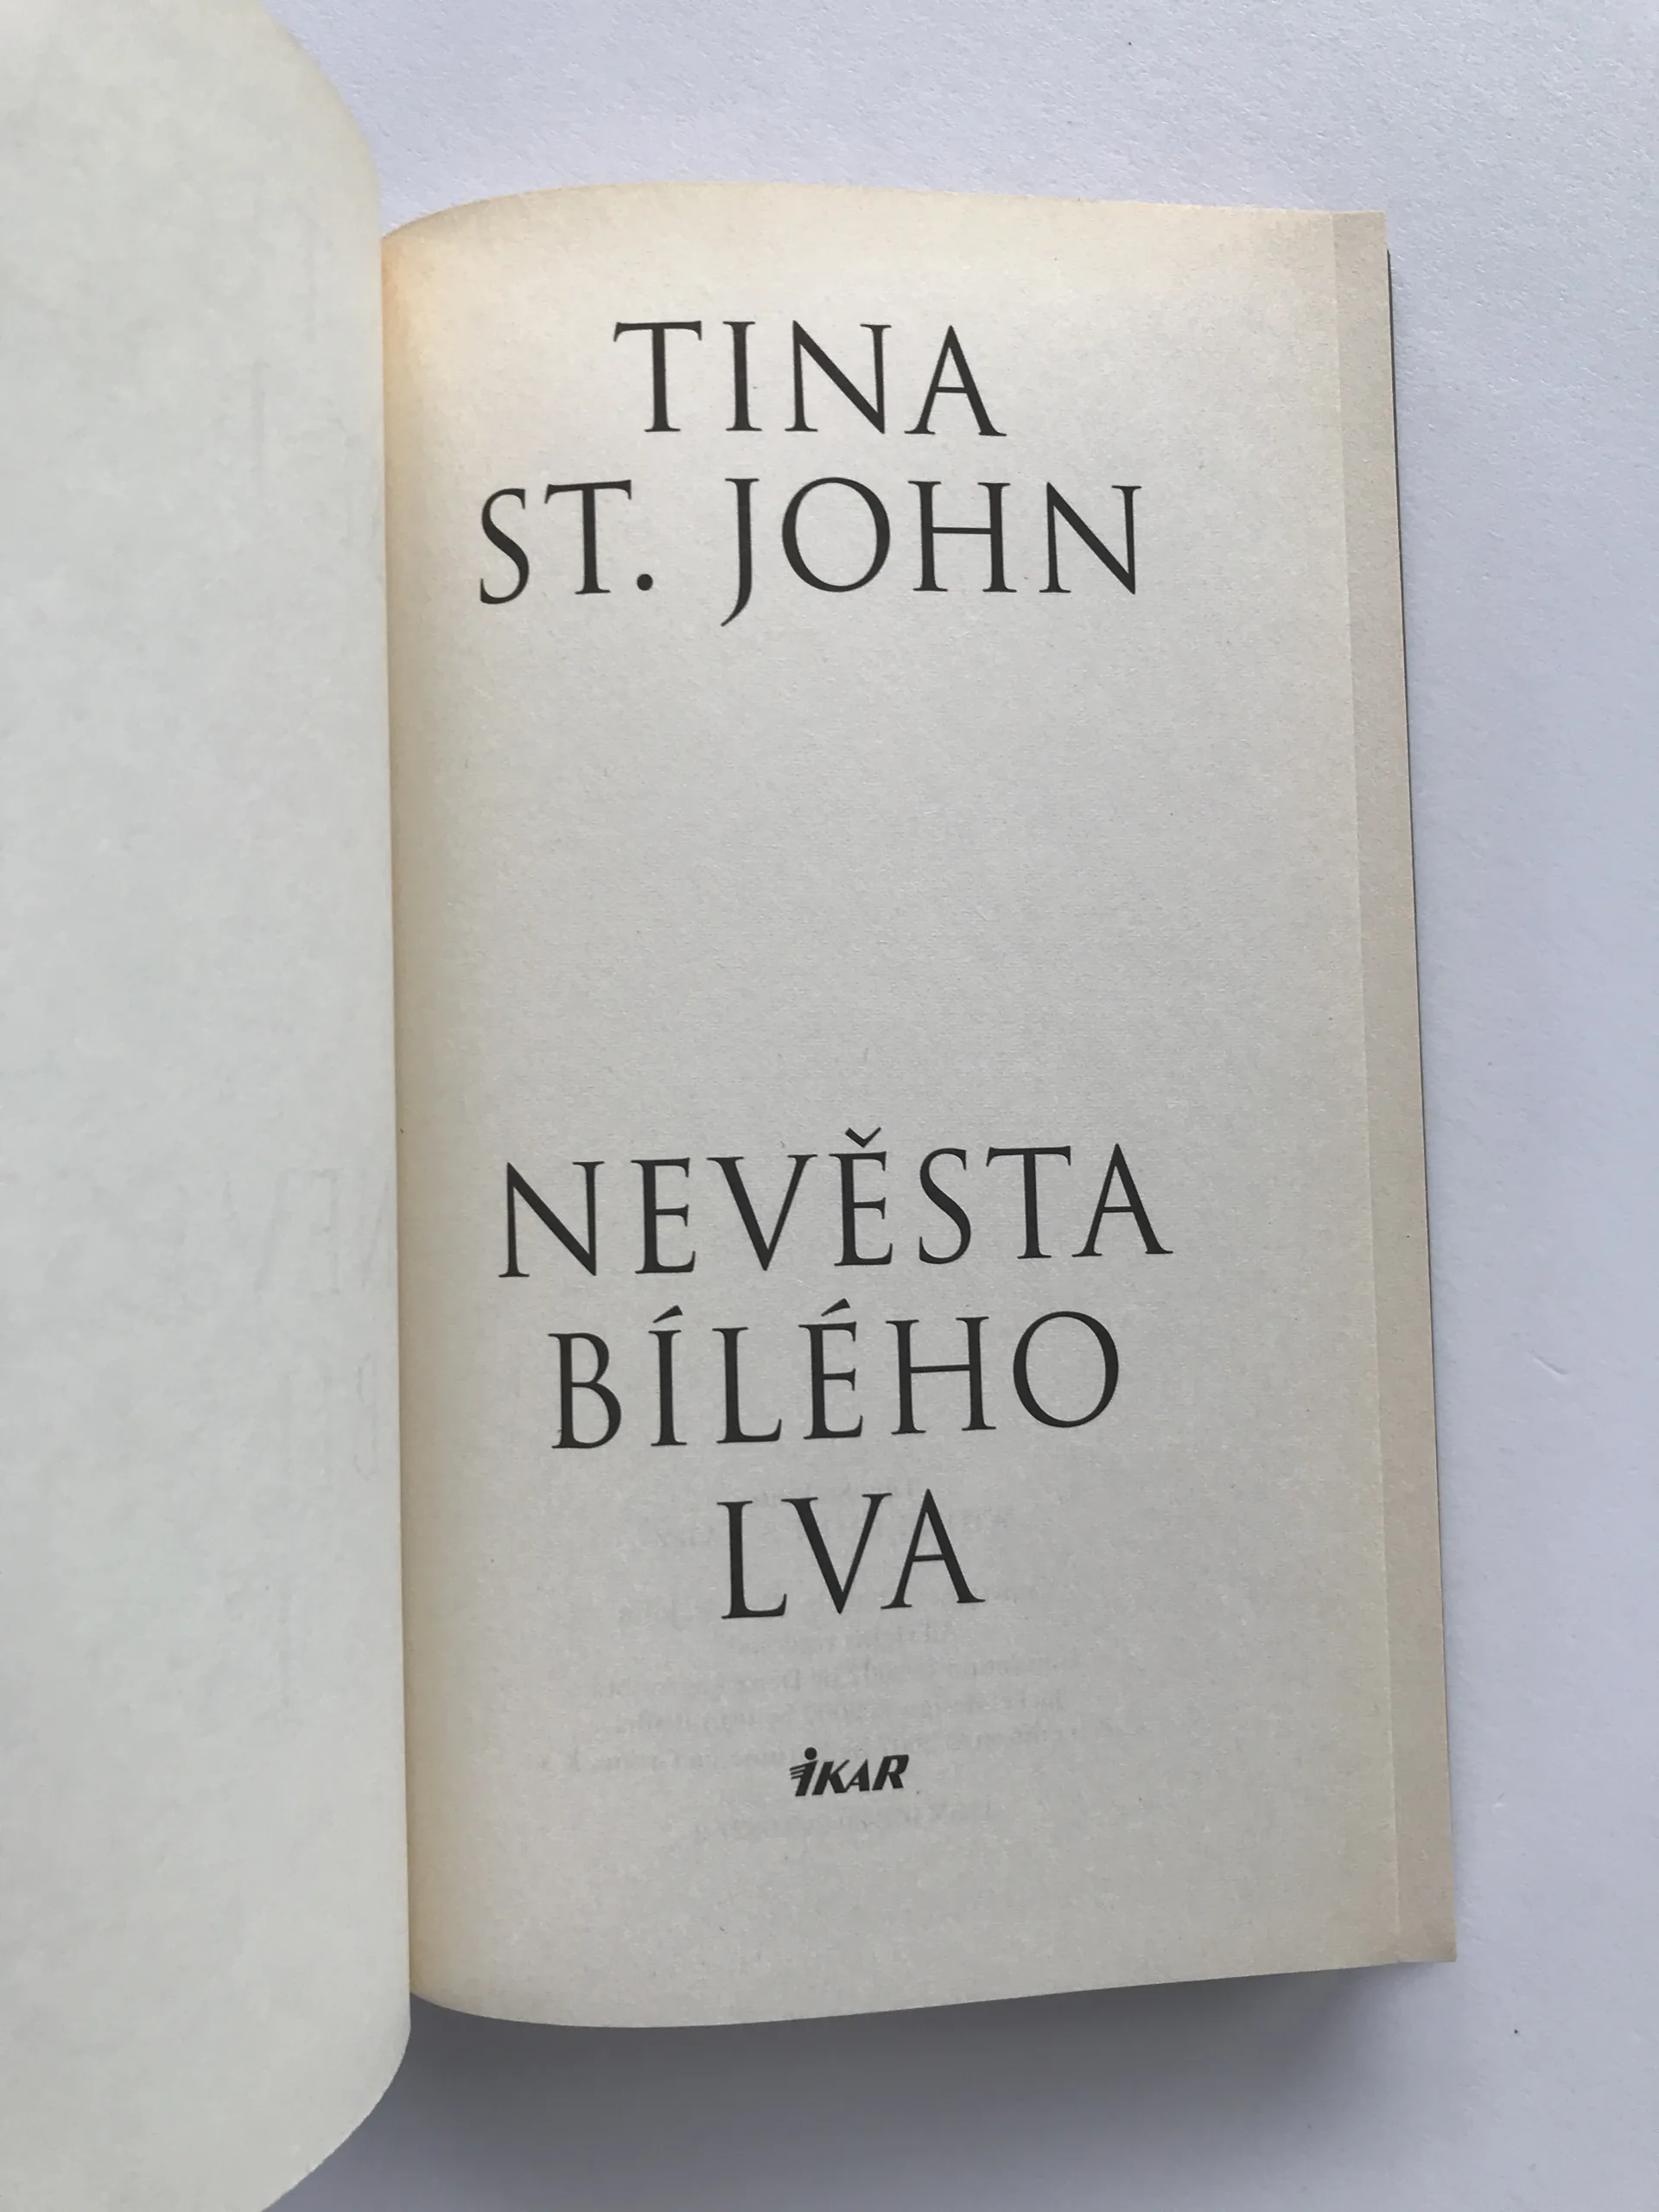 TINA
ST. JOHN
NEVĚSTA
BÍLÉHO
LVA
IKAR